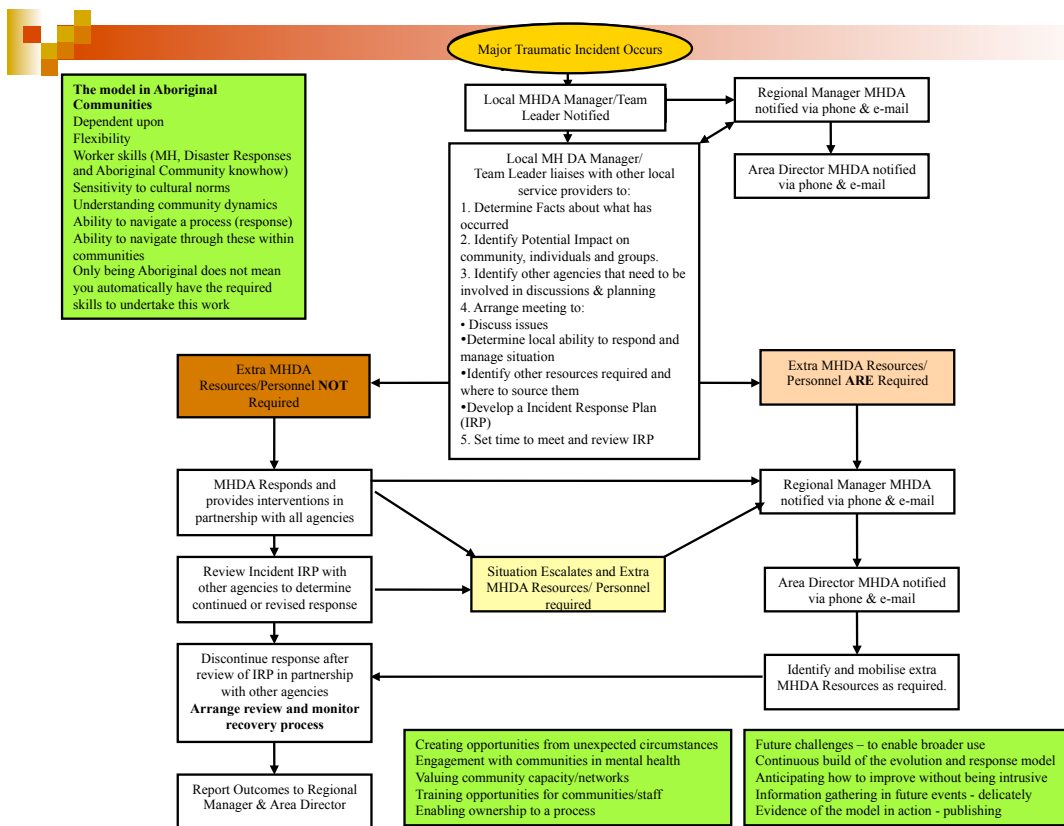 Major Traumatic Incident Occurs
The model in Aboriginal
Communities
Dependent upon
Flexibility
Worker skills (MH, Disaster Responses
and Aboriginal Community knowhow)
Sensitivity to cultural norms
Understanding community dynamics
Ability to navigate a process (response)
Ability to navigate through these within
communities
Only being Aboriginal does not mean
you automatically have the required
skills to undertake this work
Local MHDA Manager/Team
Leader Notified
Regional Manager MHDA
notified via phone & e-mail
Area Director MHDA notified
via phone & e-mail
Local MH DA Manager/
Team Leader liaises with other local
service providers to:
1. Determine Facts about what has
occurred
2. Identify Potential Impact on
community, individuals and groups.
3. Identify other agencies that need to be
involved in discussions & planning
4. Arrange meeting to:
• Discuss issues
•Determine local ability to respond and
manage situation
•Identify other resources required and
where to source them
•Develop a Incident Response Plan
(IRP)
5. Set time to meet and review IRP
Extra MHDA
Resources/Personnel NOT
Required
Extra MHDA Resources/
Personnel ARE Required
MHDA Responds and
provides interventions in
partnership with all agencies
Regional Manager MHDA
notified via phone & e-mail
Review Incident IRP with
other agencies to determine
continued or revised response
Situation Escalates and Extra
MHDA Resources/ Personnel
required
Area Director MHDA notified
via phone & e-mail
Discontinue response after
review of IRP in partnership
with other agencies
Arrange review and monitor
recovery process
Identify and mobilise extra
MHDA Resources as required.
Report Outcomes to Regional
Manager & Area Director
Creating opportunities from unexpected circumstances
Engagement with communities in mental health
Valuing community capacity/networks
Training opportunities for communities/staff
Enabling ownership to a process
Future challenges – to enable broader use
Continuous build of the evolution and response model
Anticipating how to improve without being intrusive
Information gathering in future events - delicately
Evidence of the model in action - publishing